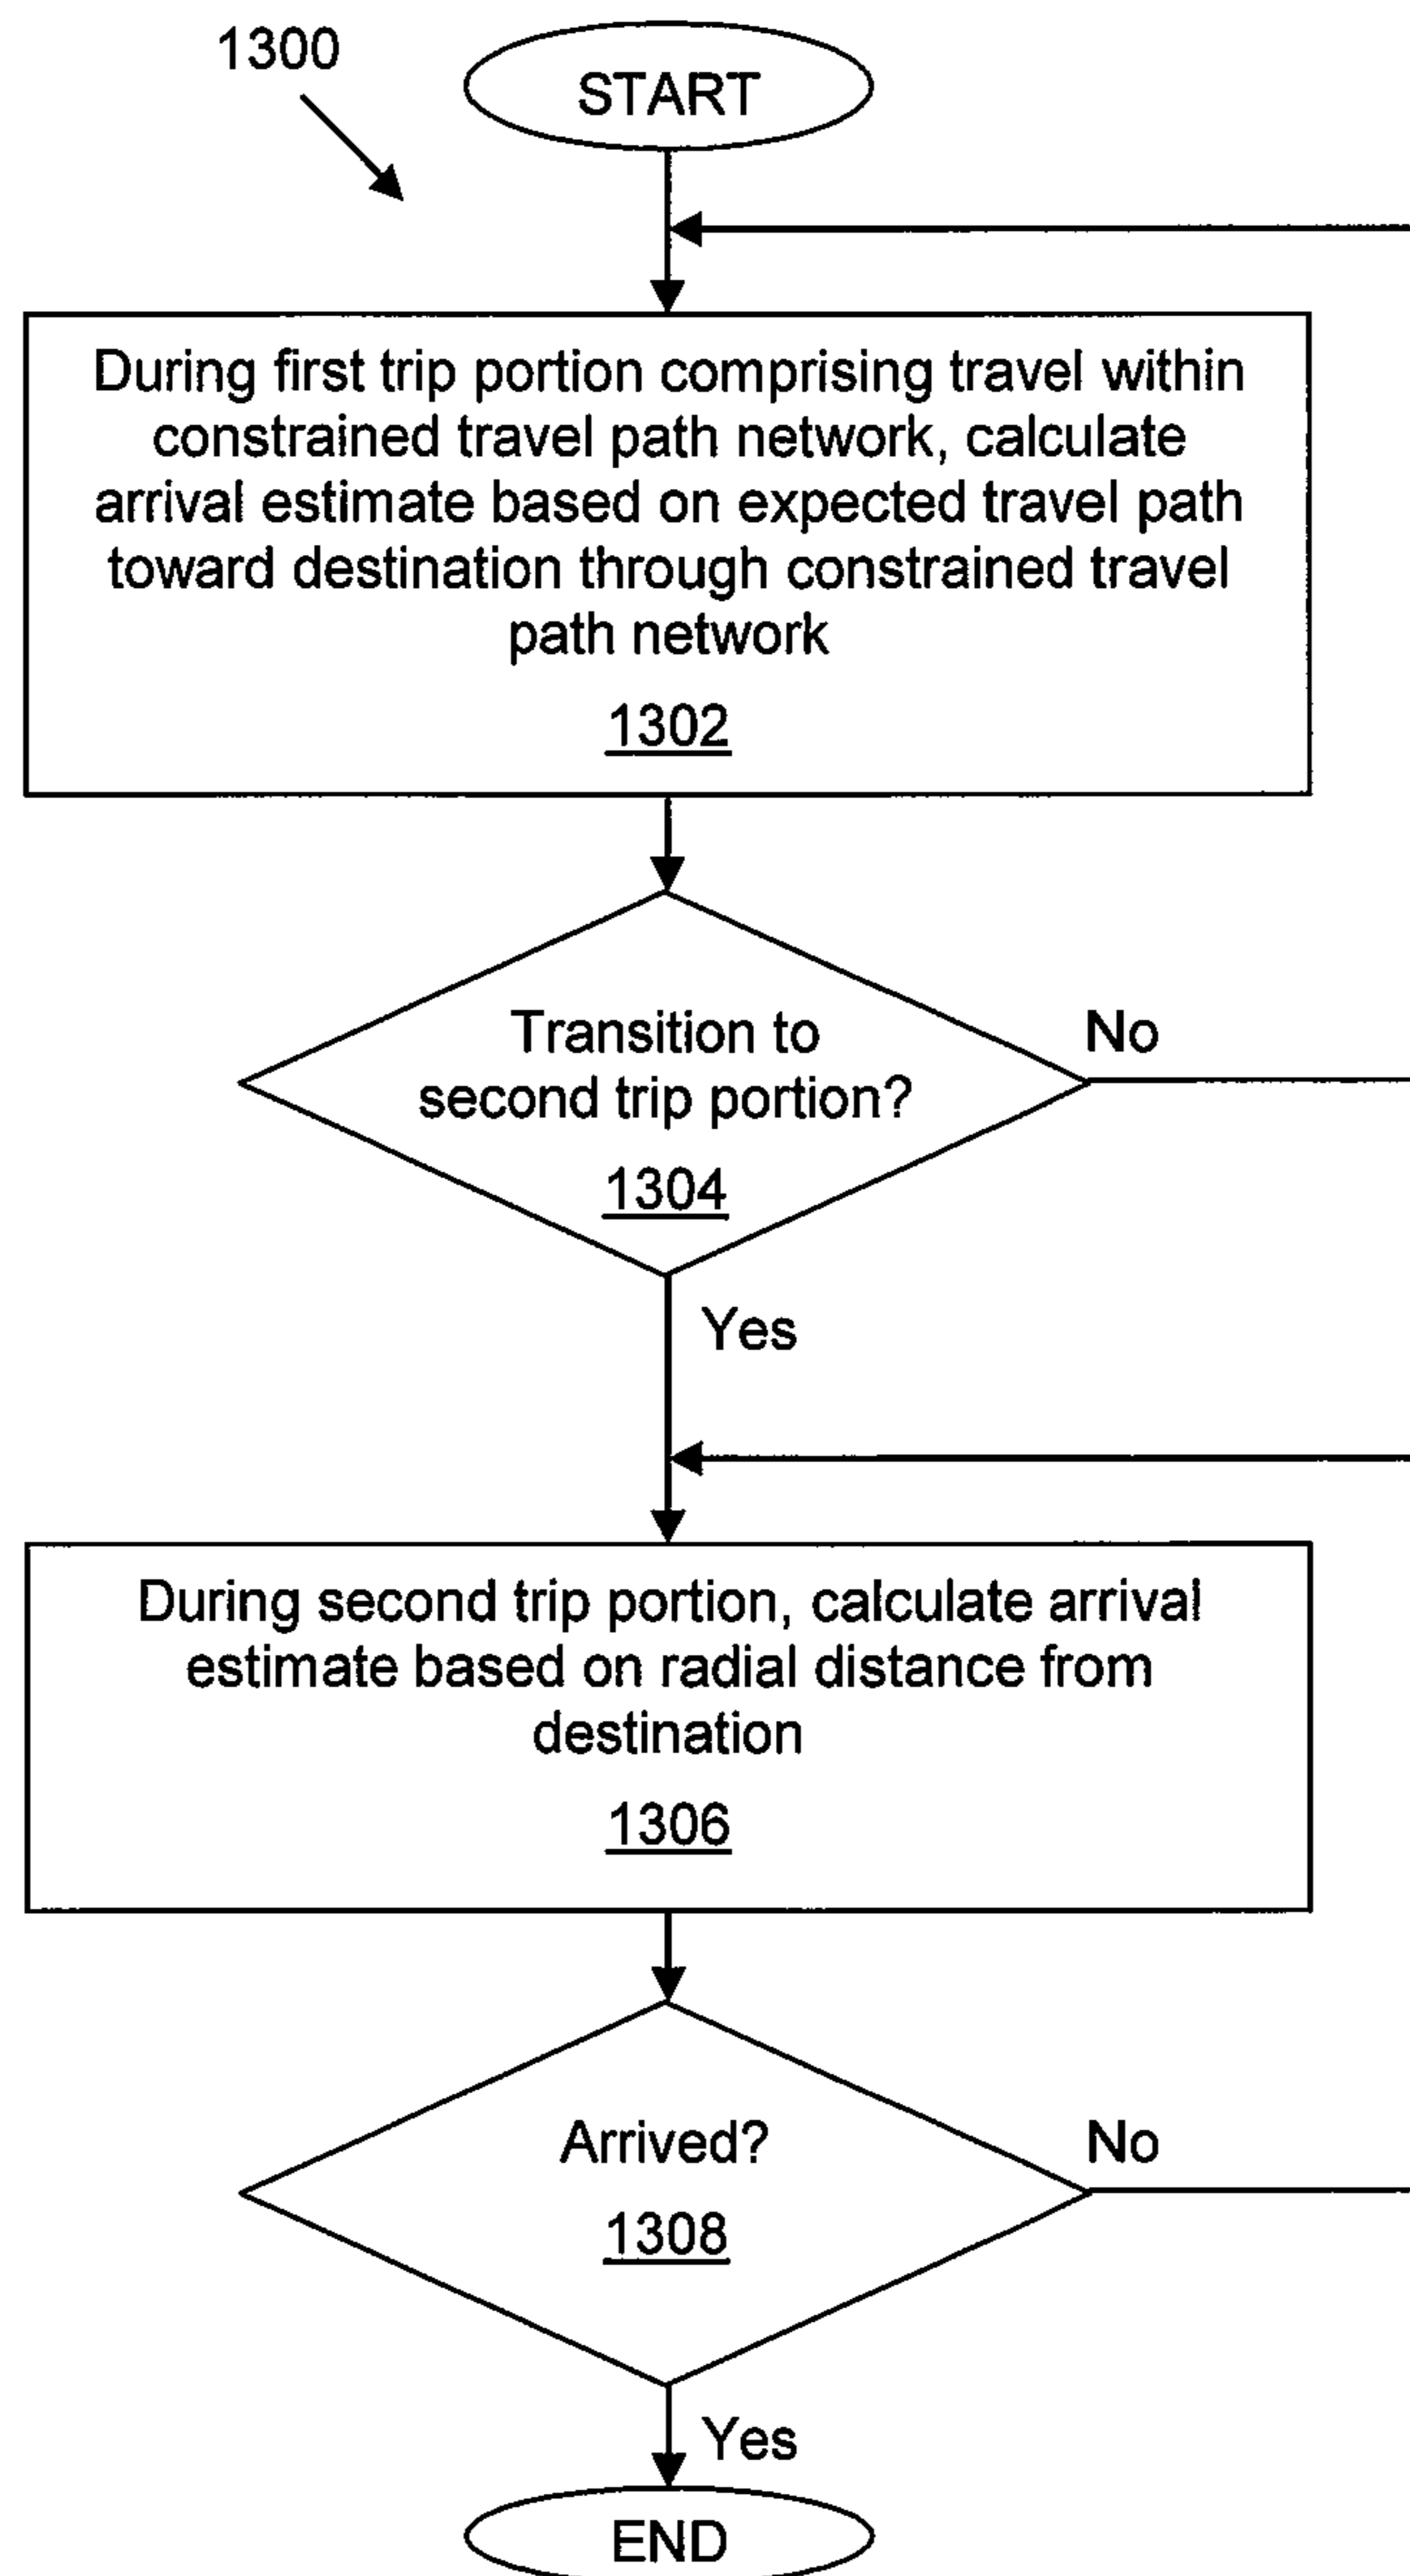 1300
START
During first trip portion comprising travel within
constrained travel path network, calculate
arrival estimate based on expected travel path
toward destination through constrained travel
path network
1302
Transition to
second trip portion?
1304
No
Yes
During second trip portion, calculate arrival
estimate based on radial distance from
destination
1306
Arrived?
1308
No
Yes
END